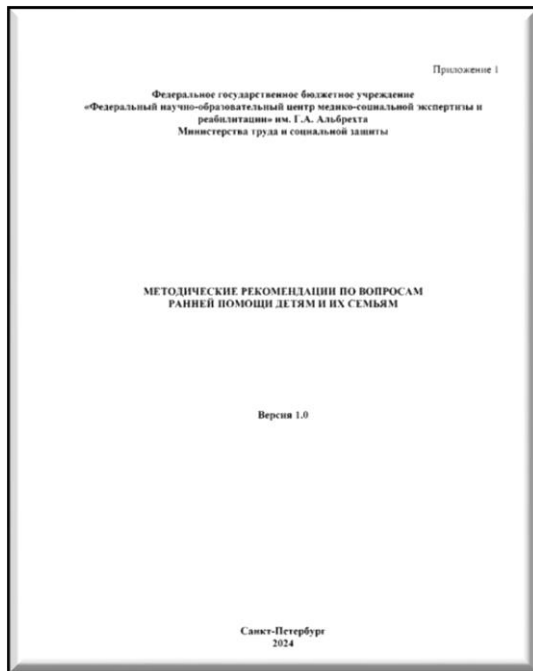 Приложение 1
Федеральное государственное бюджетное учреждение
«Федеральный научно-образовательный центр медико-социальной экспертизы и
реабилитации» им. Г.А. Альбрехта
Министерства труда и социальной защиты
МЕТОДИЧЕСКИЕ РЕКОМЕНДАЦИИ ПО ВОПРОСАМ
РАННЕЙ ПОМОЩИ ДЕТЯМ И ИХ СЕМЬЯМ
Версия 1.0
Санкт-Петербург
2024